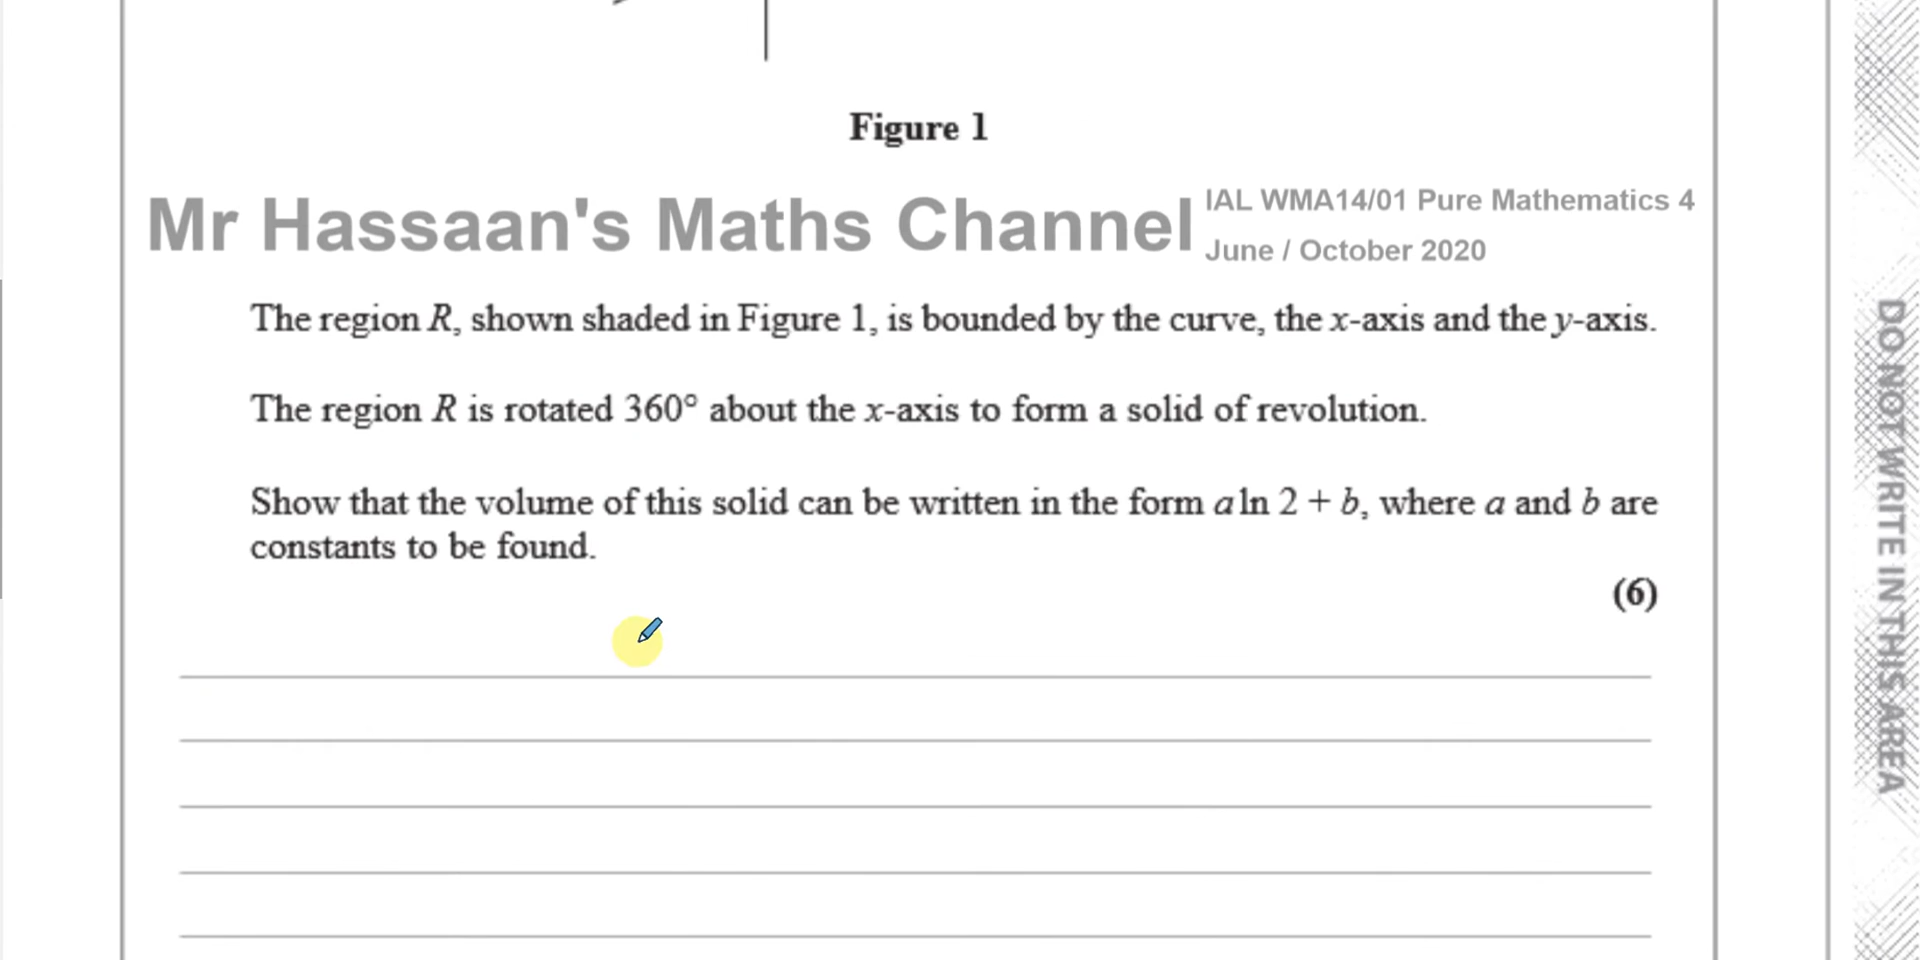 Figure 1
Mr Hassaan's Maths Channel
IAL WMA14/01 Pure Mathematics 4
June / October 2020
The region R, shown shaded in Figure 1, is bounded by the curve, the x-axis and the y-axis.
The region R is rotated 360° about the x-axis to form a solid of revolution.
Show that the volume of this solid can be written in the form a ln 2 + b, where a and b are
constants to be found.
(6)
DO NOT WRITE IN THIS AREA